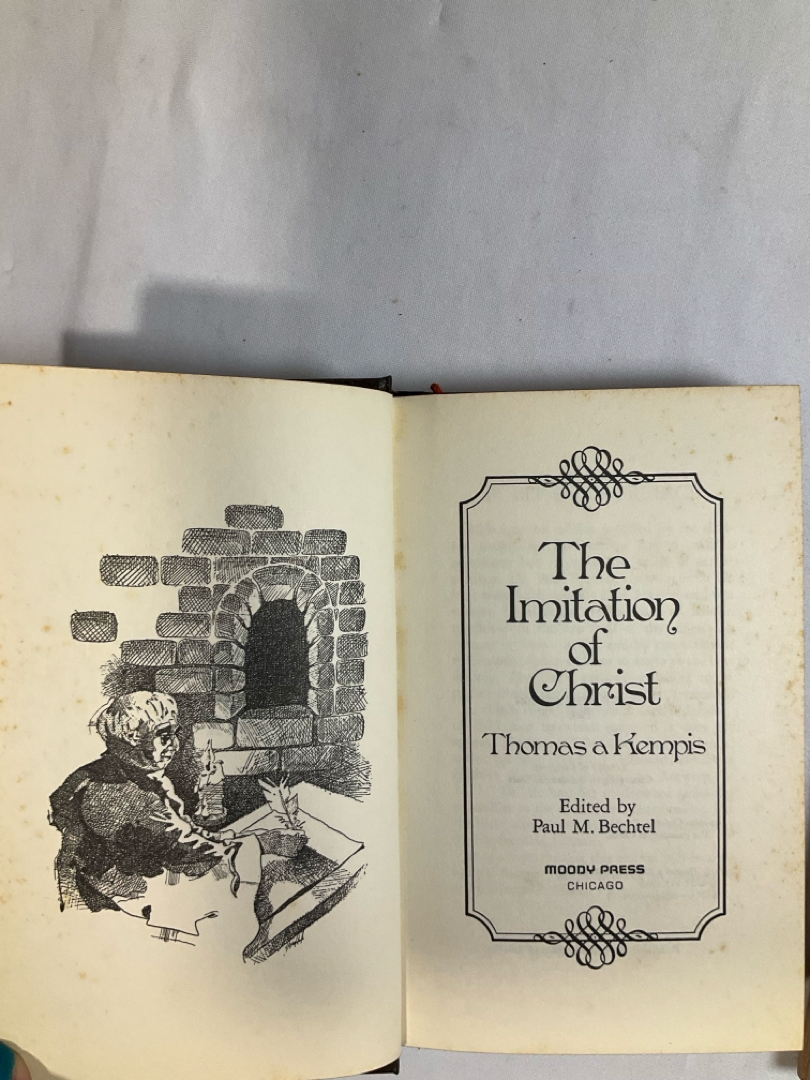 The
Imitation
of
Christ
Thomas a Kempis
Edited by
Paul M. Bechtel
MOODY PRESS
CHICAGO